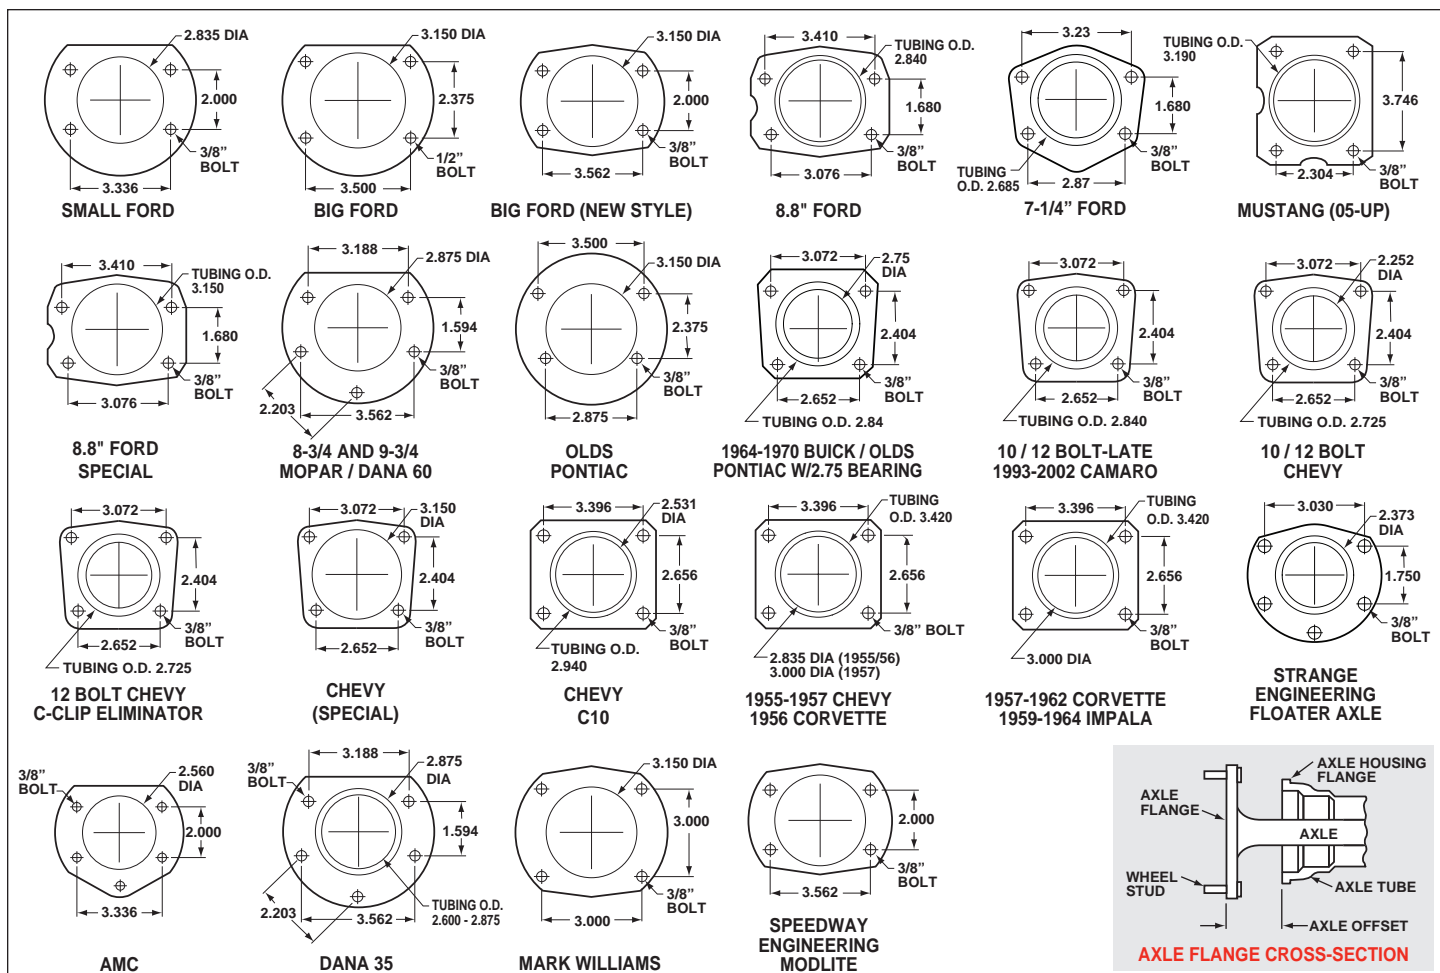 2.835 DIA
2.000
3/8”
BOLT
3.336
SMALL FORD
3.150 DIA
2.375
1/2”
BOLT
3.500
BIG FORD
3.150 DIA
2.000
3/8”
BOLT
3.562
BIG FORD (NEW STYLE)
3.410
TUBING O.D.
2.840
1.680
3/8”
BOLT
3.076
8.8" FORD
3.23
1.680
3/8”
BOLT
TUBING
O.D. 2.685
2.87
7-1/4” FORD
TUBING O.D.
3.190
3.746
2.304
3/8”
BOLT
MUSTANG (05-UP)
3.410
TUBING O.D.
3.150
1.680
3/8”
BOLT
3.076
8.8" FORD
SPECIAL
3.188
2.875 DIA
1.594
3/8”
BOLT
2.203
3.562
8-3/4 AND 9-3/4
MOPAR / DANA 60
3.500
3.150 DIA
2.375
3/8”
BOLT
2.875
OLDS
PONTIAC
3.072
2.75
DIA
2.404
3/8”
BOLT
2.652
TUBING O.D. 2.84
1964-1970 BUICK / OLDS
PONTIAC W/2.75 BEARING
3.072
2.404
3/8”
BOLT
2.652
TUBING O.D. 2.840
10 / 12 BOLT-LATE
1993-2002 CAMARO
3.072
2.252
DIA
2.404
3/8”
BOLT
2.652
TUBING O.D. 2.725
10 / 12 BOLT
CHEVY
3.072
2.404
3/8”
BOLT
2.652
TUBING O.D. 2.725
12 BOLT CHEVY
C-CLIP ELIMINATOR
3.072
3.150
DIA
2.404
3/8”
BOLT
2.652
CHEVY
(SPECIAL)
3.396
2.531
DIA
2.656
3/8”
BOLT
TUBING O.D.
2.940
CHEVY
C10
3.396
TUBING
O.D. 3.420
2.656
3/8” BOLT
2.835 DIA (1955/56)
3.000 DIA (1957)
1955-1957 CHEVY
1956 CORVETTE
3.396
TUBING
O.D. 3.420
2.656
3/8”
BOLT
3.000 DIA
1957-1962 CORVETTE
1959-1964 IMPALA
3.030
2.373
DIA
1.750
3/8”
BOLT
STRANGE
ENGINEERING
FLOATER AXLE
3/8”
BOLT
2.560
DIA
2.000
3.336
AMC
3/8”
BOLT
3.188
2.875
DIA
1.594
2.203
3.562
TUBING O.D.
2.600 - 2.875
DANA 35
3.150 DIA
3.000
3/8”
BOLT
3.000
MARK WILLIAMS
2.000
3/8”
BOLT
3.562
SPEEDWAY
ENGINEERING
MODLITE
AXLE HOUSING
FLANGE
AXLE
FLANGE
AXLE
WHEEL
STUD
AXLE TUBE
AXLE OFFSET
AXLE FLANGE CROSS-SECTION